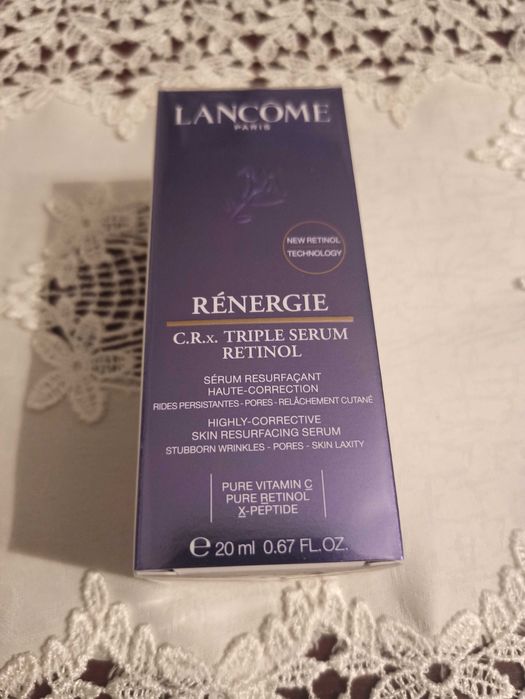 LANCÔME
PARIS
NEW RETINOL
TECHNOLOGY
RÉNERGIE
C.R.x. TRIPLE SERUM
RETINOL
SÉRUM RESURFAÇANT
HAUTE-CORRECTION
RIDES PERSISTANTES - PORES - RELÂCHEMENT CUTANÉ
HIGHLY-CORRECTIVE
SKIN RESURFACING SERUM
STUBBORN WRINKLES - PORES - SKIN LAXITY
PURE VITAMIN C
PURE RETINOL
X-PEPTIDE
℮ 20 ml 0.67 FL.OZ.